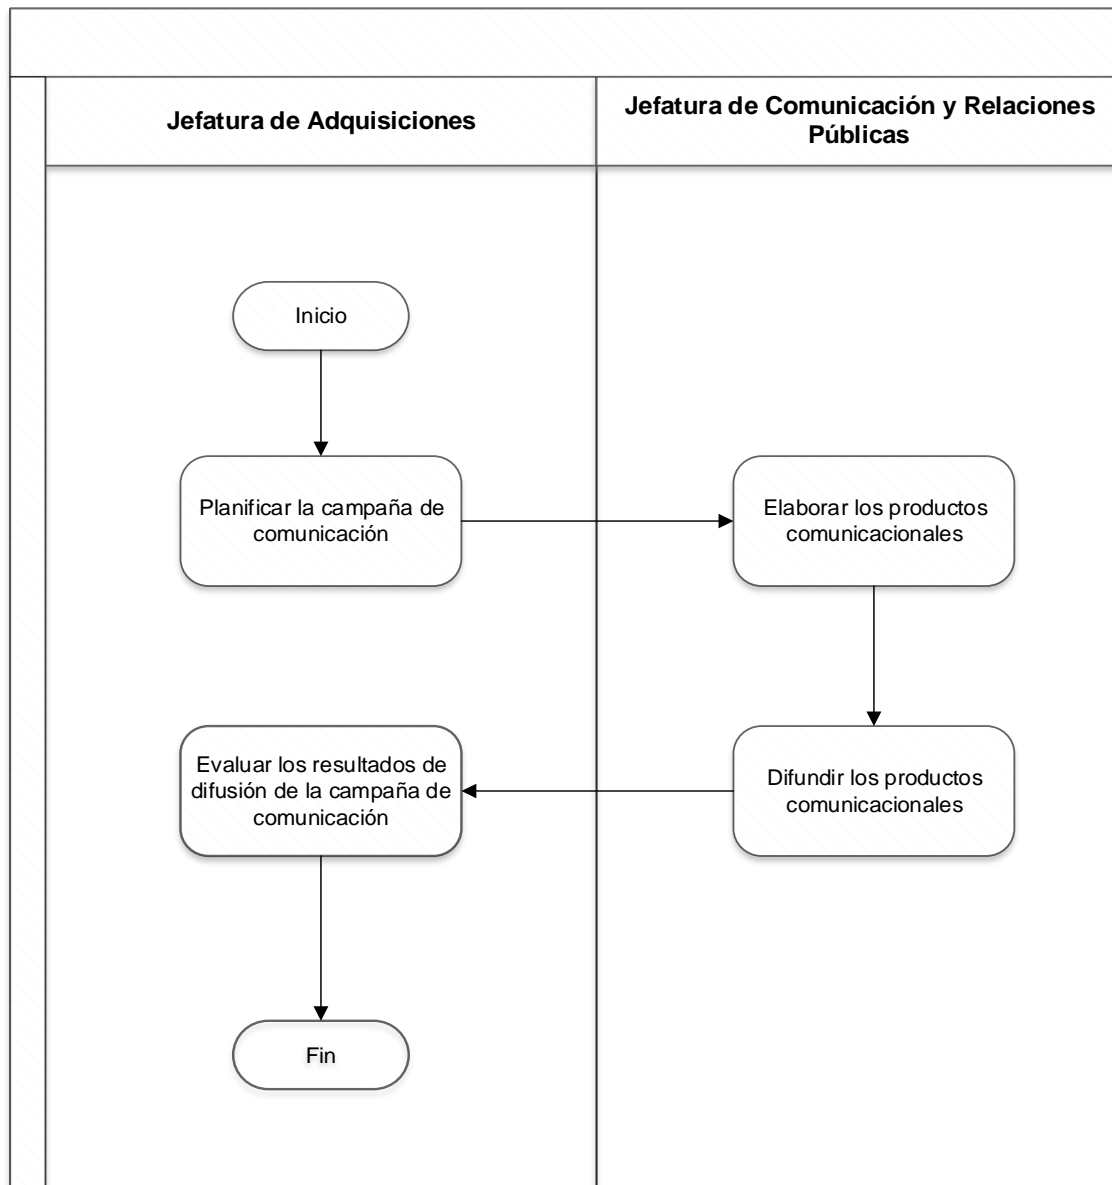 Jefatura de Adquisiciones
Jefatura de Comunicación y Relaciones
Públicas
Inicio
Planificar la campaña de
comunicación
Elaborar los productos
comunicacionales
Difundir los productos
comunicacionales
Evaluar los resultados de
difusión de la campaña de
comunicación
Fin